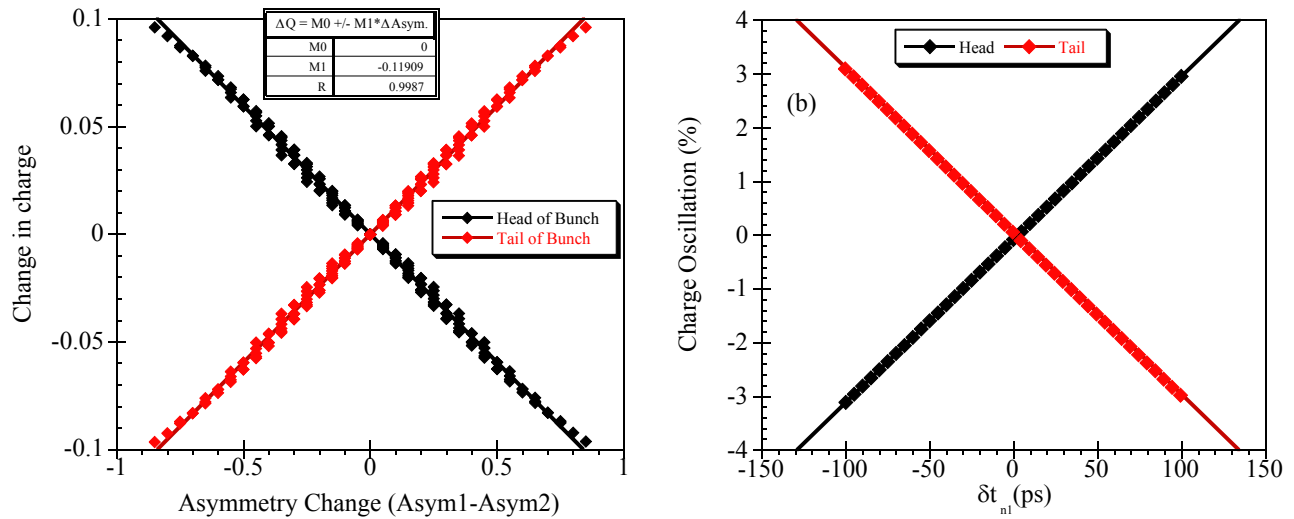 ΔQ = M0 +/- M1*ΔAsym.
M0 0
M1 -0.11909
R 0.9987
0.1
0.05
0
-0.05
-0.1
Change in charge
Head of Bunch
Tail of Bunch
-1 -0.5 0 0.5 1
Asymmetry Change (Asym1-Asym2)
Head Tail
(b)
4
3
2
1
0
-1
-2
-3
-4
Charge Oscillation (%)
-150 -100 -50 0 50 100 150
δt_n1(ps)